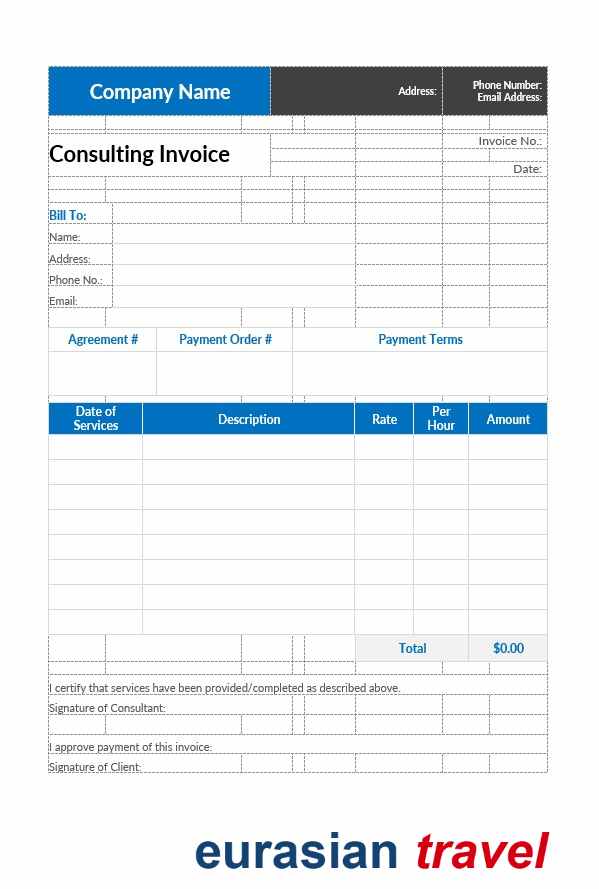 Company Name
Address:
Phone Number:
Email Address:
Consulting Invoice
Invoice No.:
Date:
Bill To:
Name:
Address:
Phone No.:
Email:
Agreement # Payment Order # Payment Terms
Date of Services Description Rate Per Hour Amount
Total $0.00
I certify that services have been provided/completed as described above.
Signature of Consultant:
I approve payment of this invoice:
Signature of Client:
eurasian travel